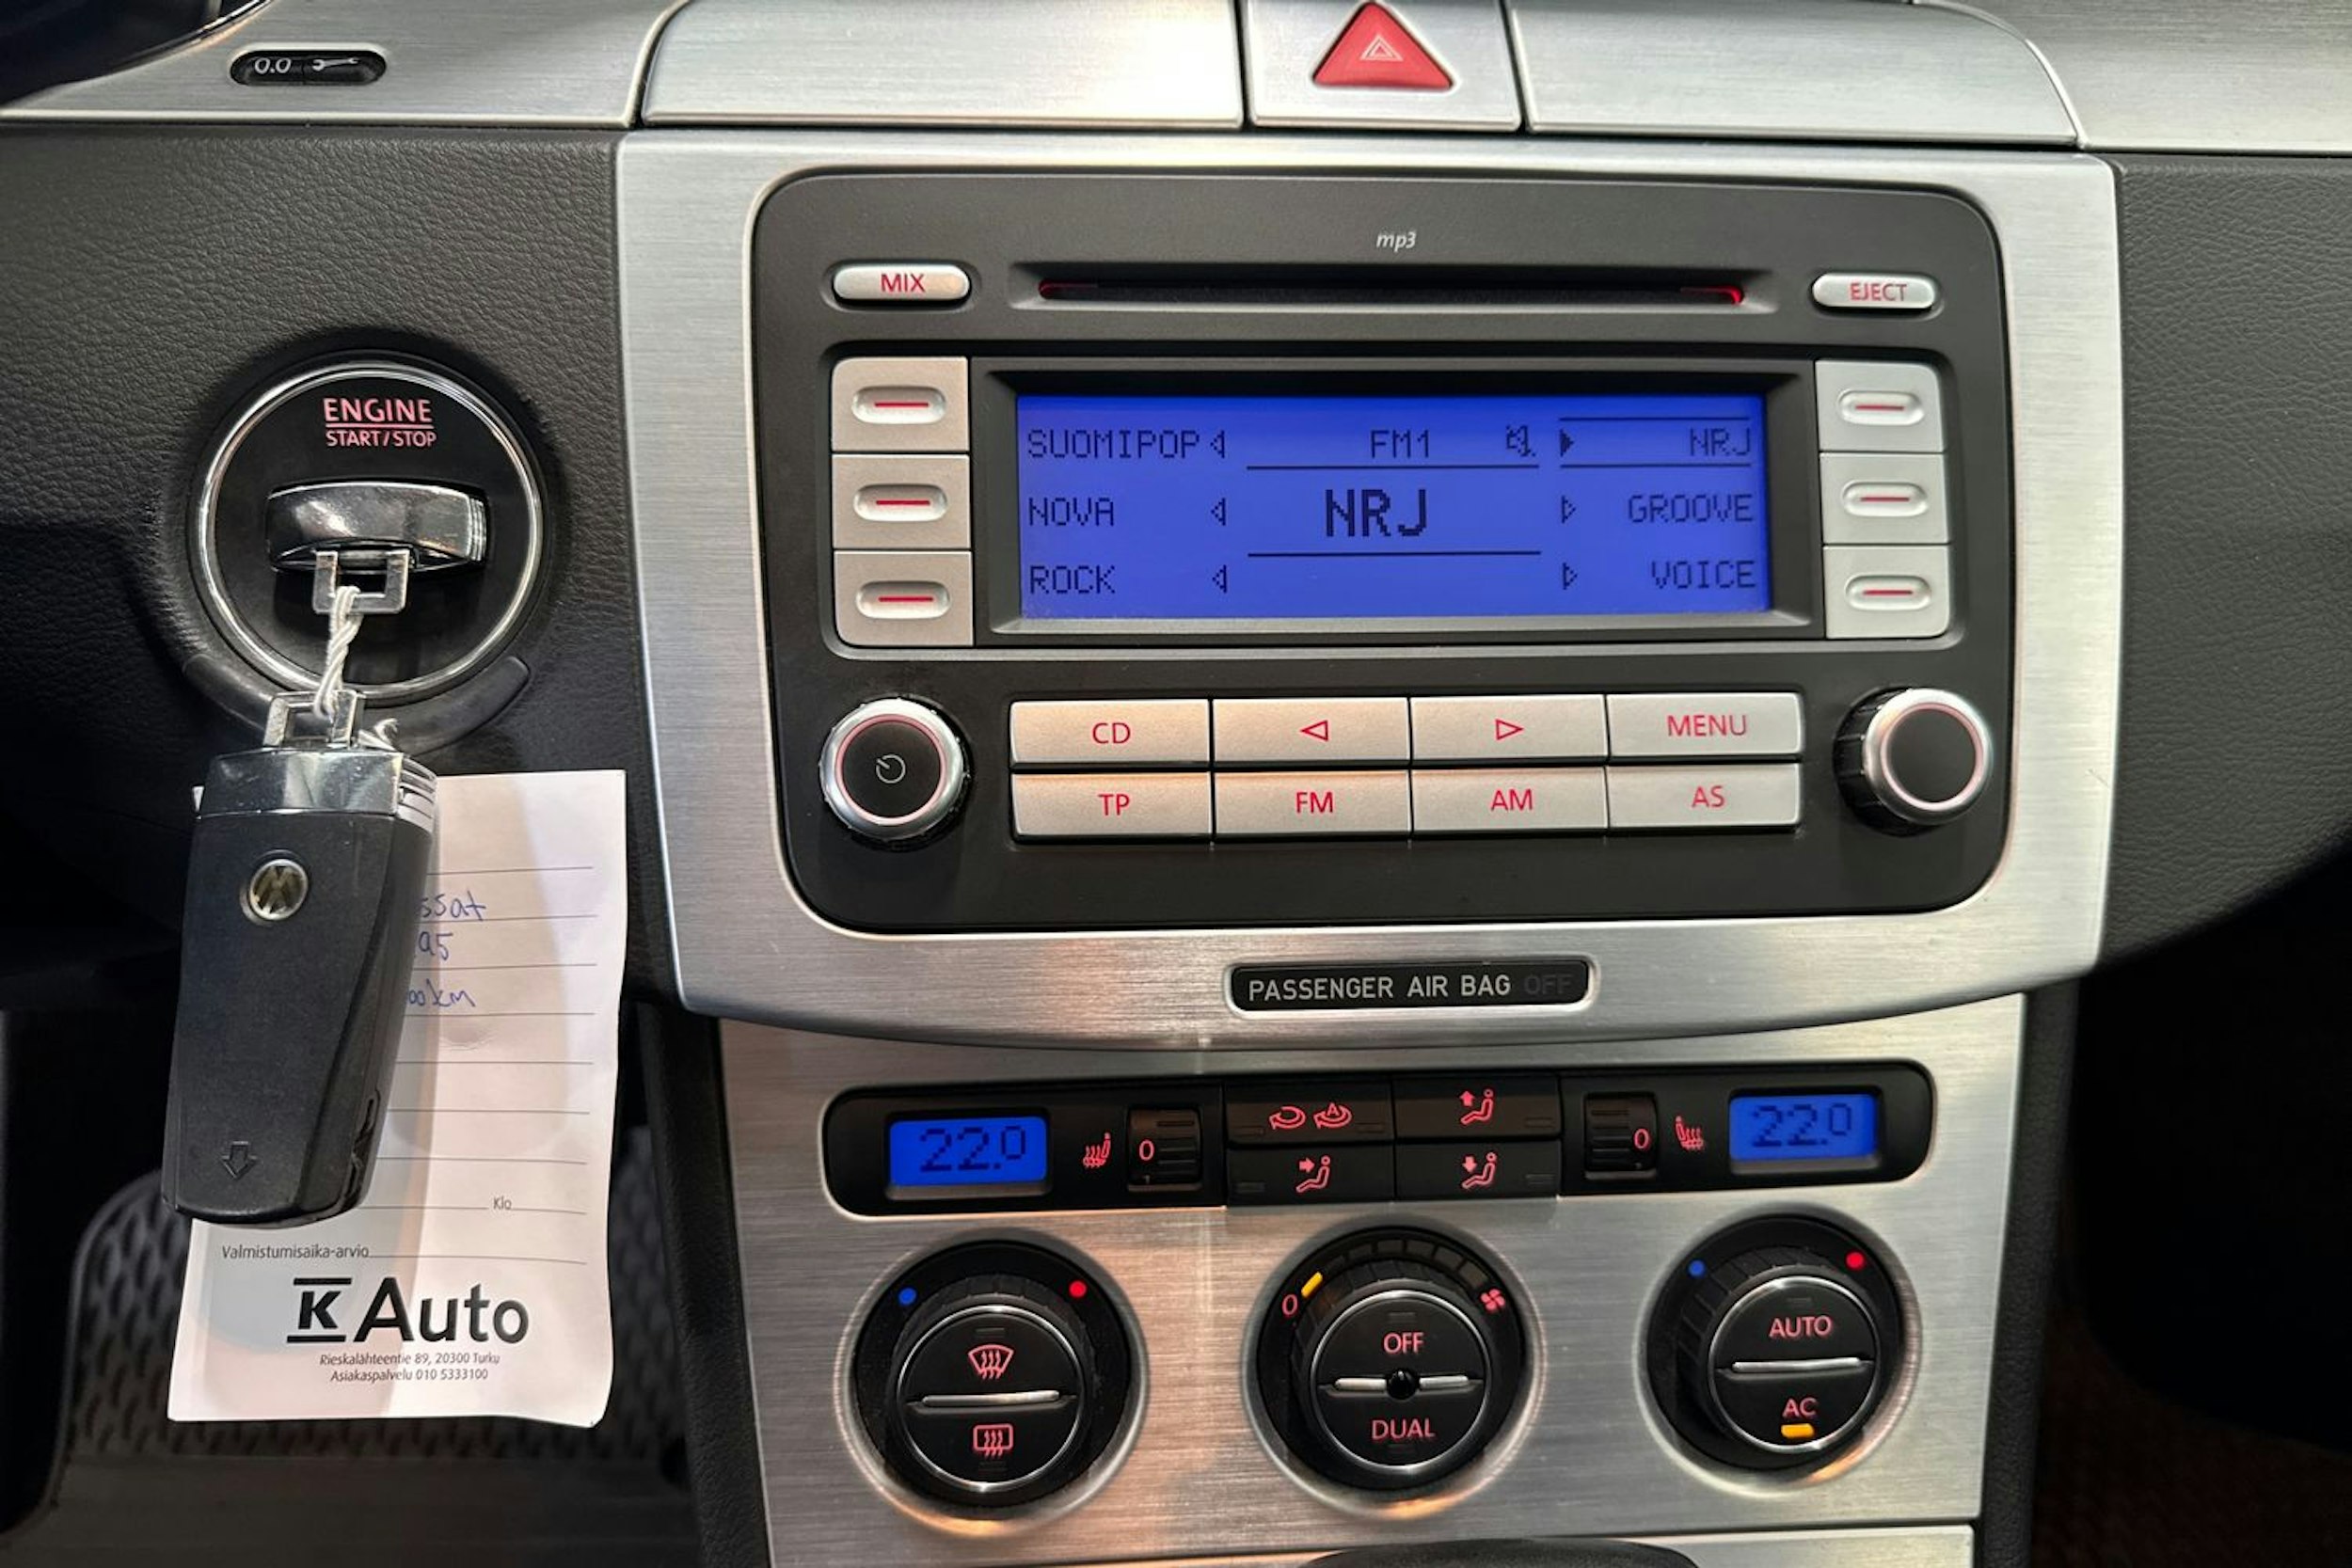 0.0
ENGINE
START/STOP
mp3
MIX
EJECT
SUOMIPOP FM1 NRJ
NOVA NRJ GROOVE
ROCK VOICE
CD MENU
TP FM AM AS
PASSENGER AIR BAG OFF
22.0 0 A 0 22.0
0
OFF
DUAL
AUTO
AC
ssat
95
00km
Klo
Valmistumisaika-arvio
K Auto
Rieskalähteentie 89, 20300 Turku
Asiakaspalvelu 010 5333100